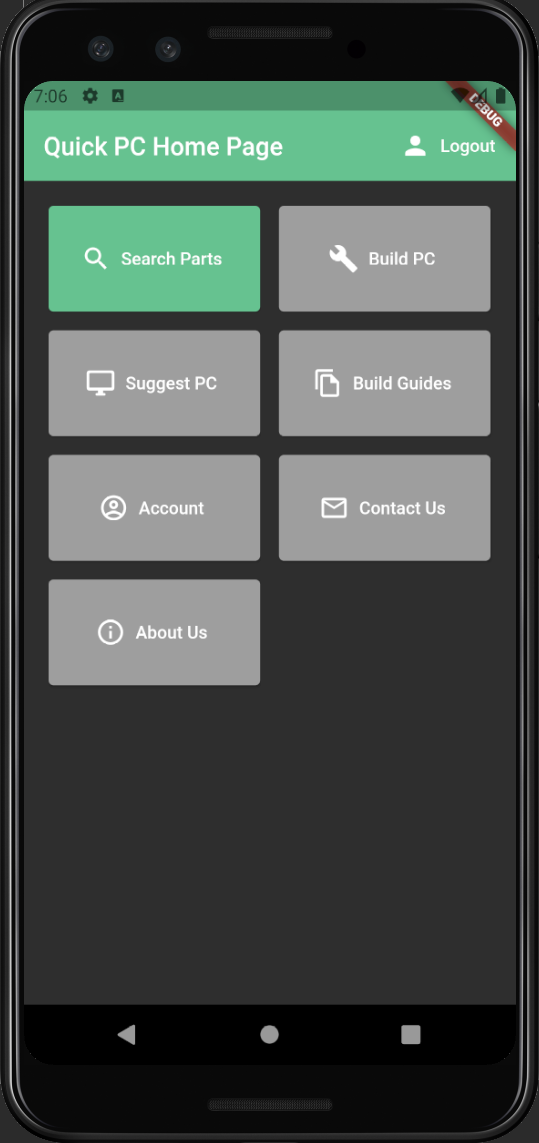 7:06
DEBUG
Quick PC Home Page
Logout
Search Parts
Build PC
Suggest PC
Build Guides
Account
Contact Us
About Us